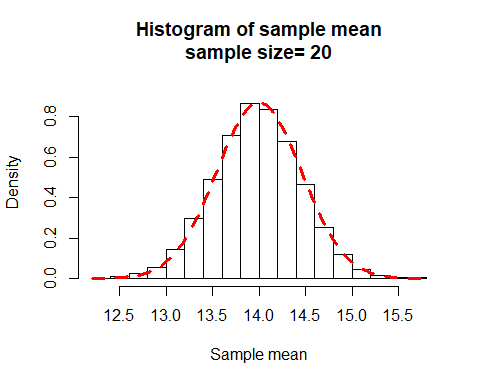 Histogram of sample mean
sample size= 20
Density
0.0 0.2 0.4 0.6 0.8
12.5 13.0 13.5 14.0 14.5 15.0 15.5
Sample mean